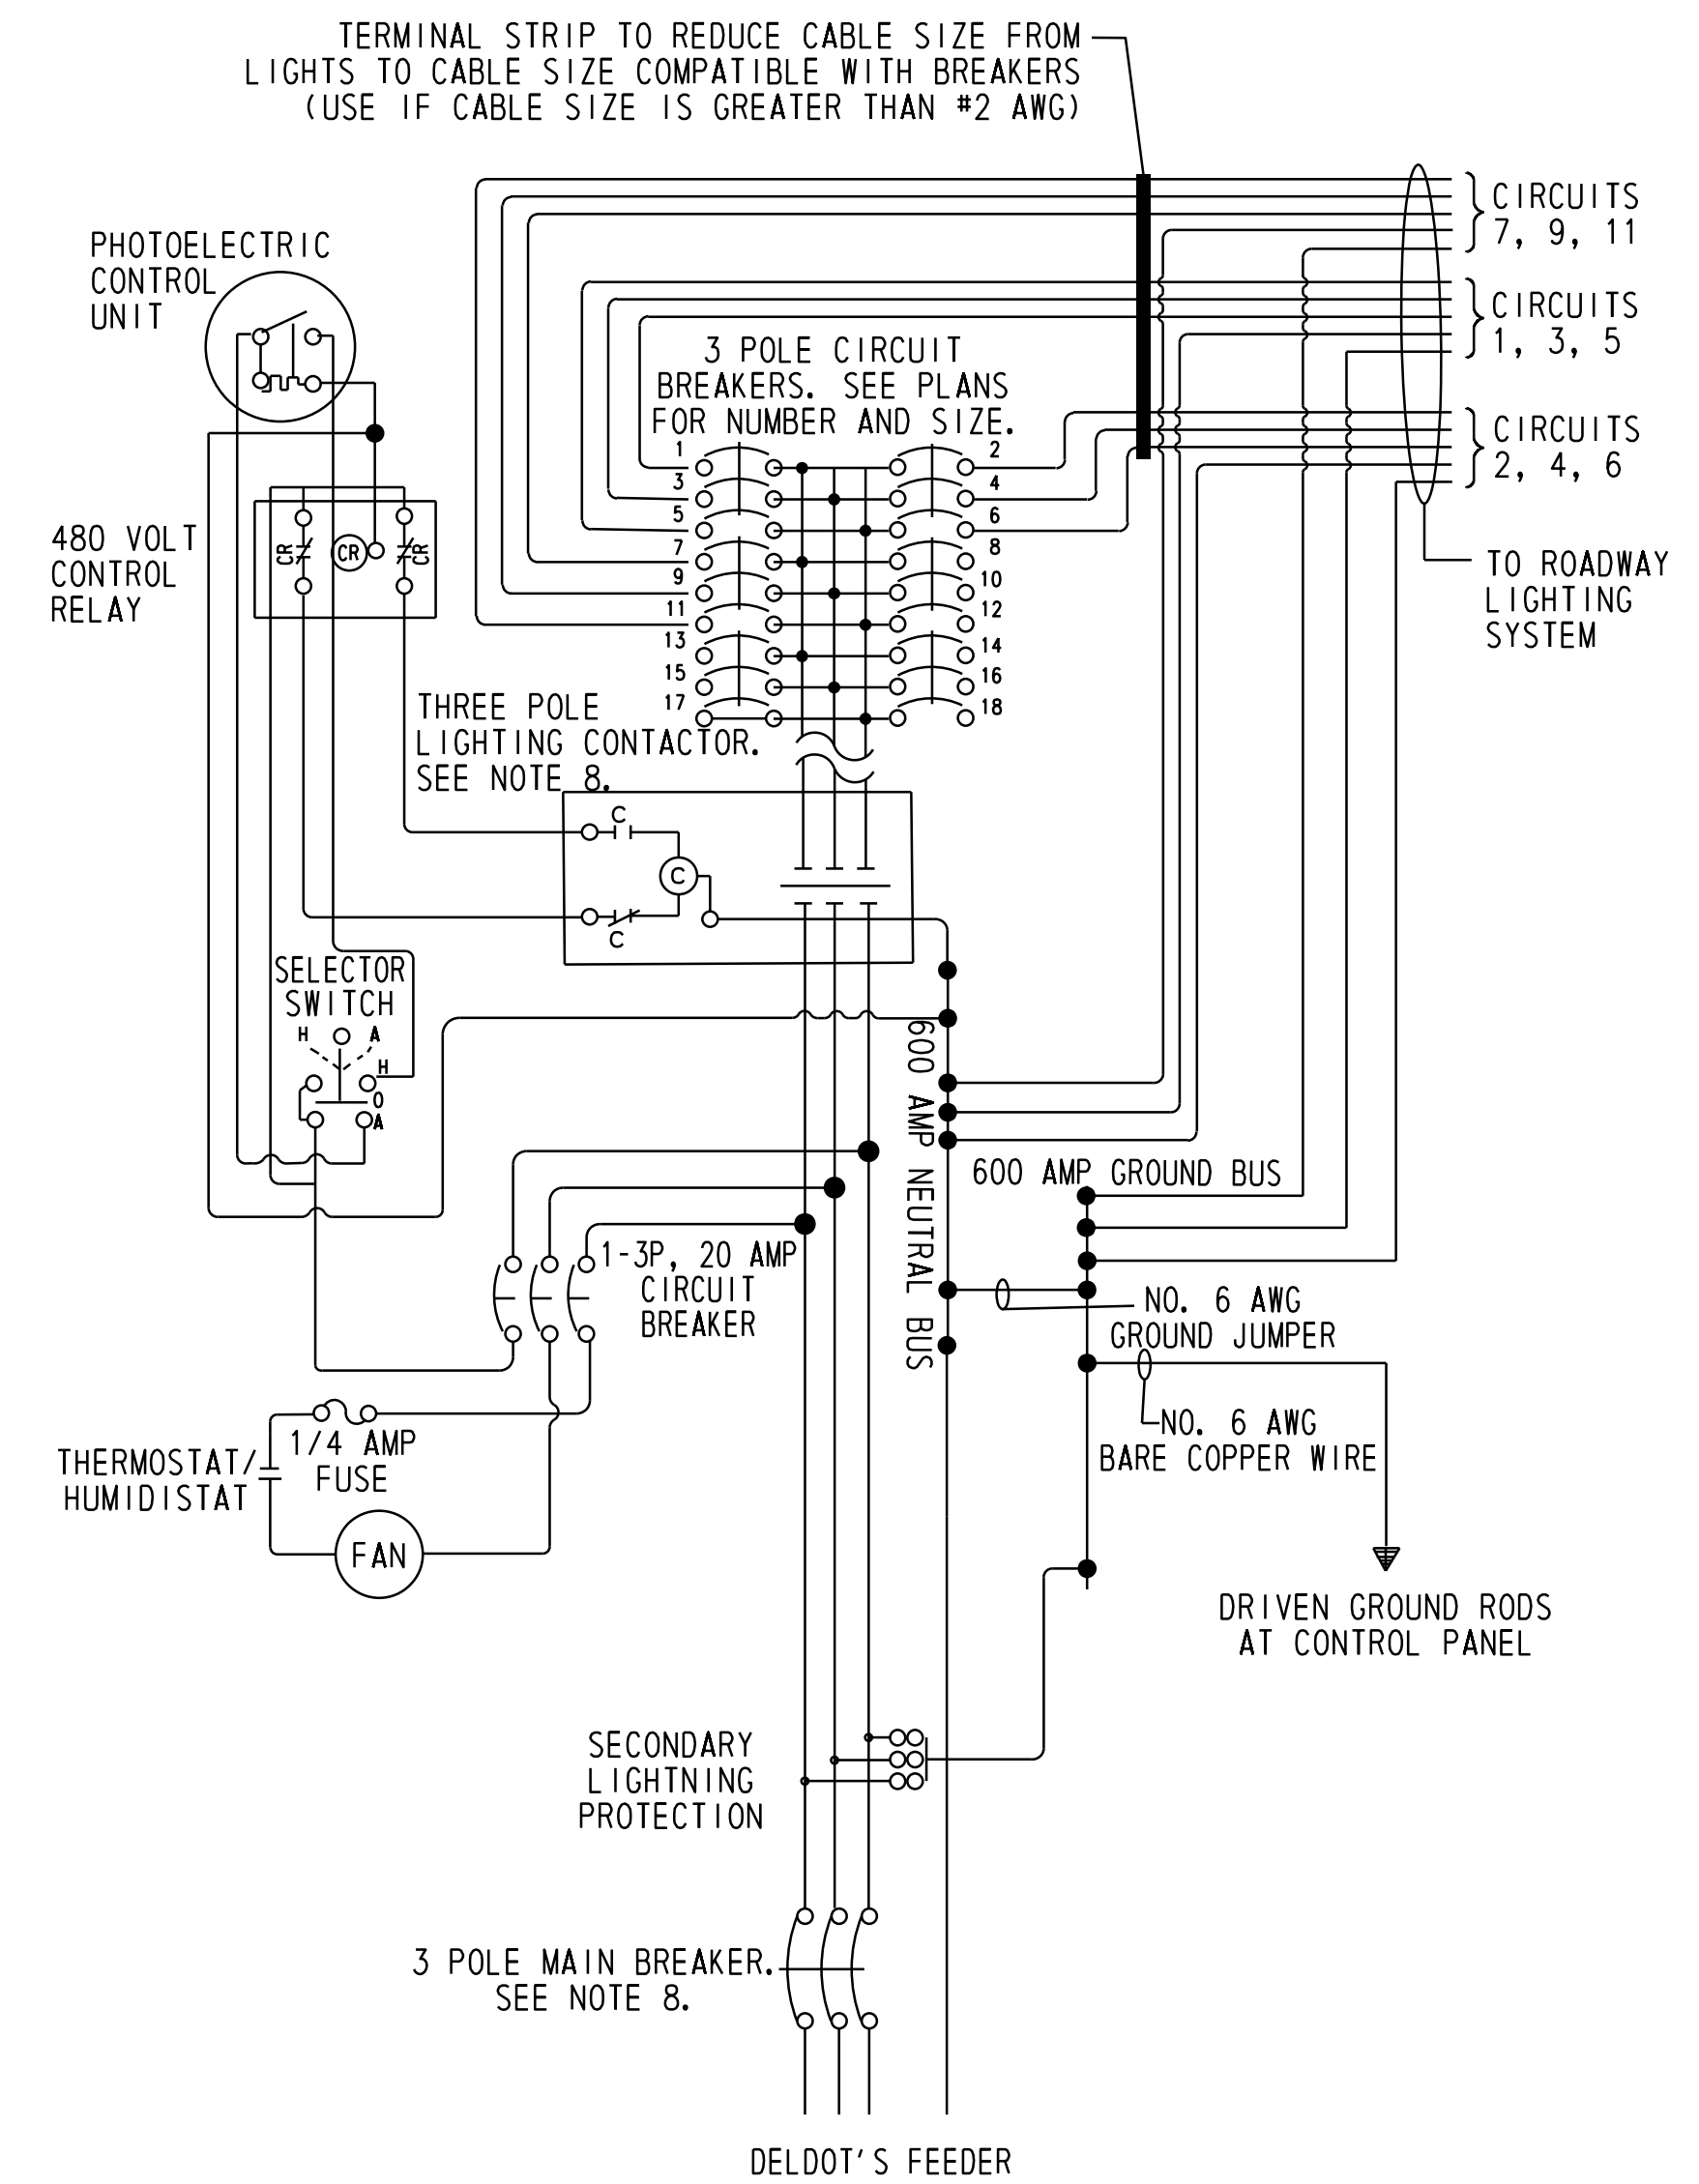 TERMINAL STRIP TO REDUCE CABLE SIZE FROM
LIGHTS TO CABLE SIZE COMPATIBLE WITH BREAKERS
(USE IF CABLE SIZE IS GREATER THAN #2 AWG)
CIRCUITS
7, 9, 11
PHOTOELECTRIC
CONTROL
UNIT
CIRCUITS
1, 3, 5
3 POLE CIRCUIT
BREAKERS. SEE PLANS
FOR NUMBER AND SIZE.
CIRCUITS
2, 4, 6
1 2
3 4
5 6
7 8
9 10
11 12
13 14
15 16
17 18
480 VOLT
CONTROL
RELAY
CR
CR
CR
TO ROADWAY
LIGHTING
SYSTEM
THREE POLE
LIGHTING CONTACTOR.
SEE NOTE 8.
C
C
C
SELECTOR
SWITCH
H A
H
O
A
600 AMP NEUTRAL BUS
600 AMP GROUND BUS
1-3P, 20 AMP
CIRCUIT
BREAKER
NO. 6 AWG
GROUND JUMPER
NO. 6 AWG
BARE COPPER WIRE
1/4 AMP
FUSE
THERMOSTAT/
HUMIDISTAT
FAN
DRIVEN GROUND RODS
AT CONTROL PANEL
SECONDARY
LIGHTNING
PROTECTION
3 POLE MAIN BREAKER.
SEE NOTE 8.
DELDOT'S FEEDER